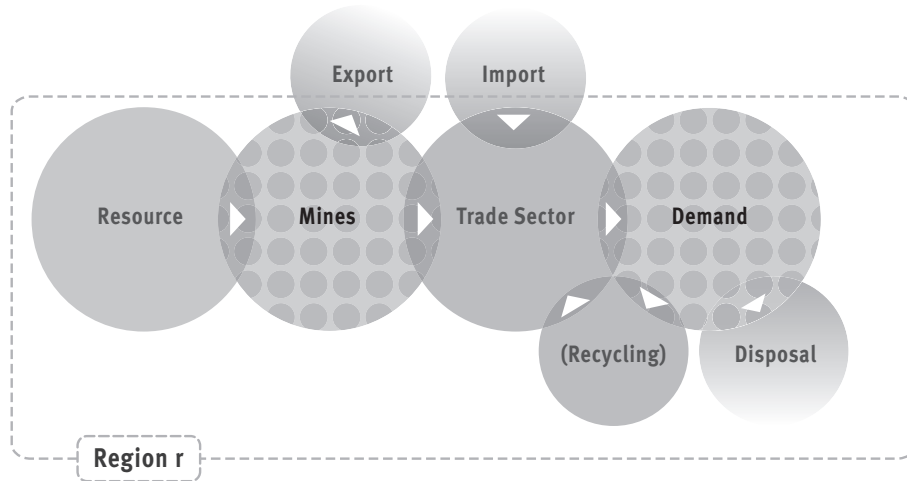 Export
Import
Resource
Mines
Trade Sector
Demand
(Recycling)
Disposal
Region r